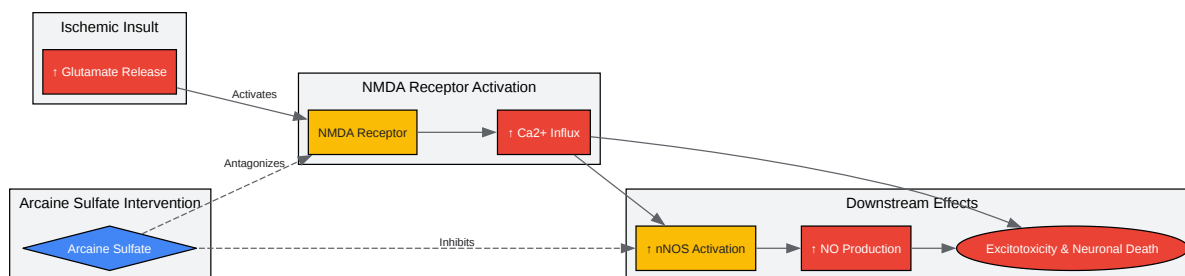 Ischemic Insult
↑ Glutamate Release
Activates
NMDA Receptor Activation
NMDA Receptor
↑ Ca2+ Influx
Antagonizes
Arcaine Sulfate Intervention
Arcaine Sulfate
Inhibits
Downstream Effects
↑ nNOS Activation
↑ NO Production
Excitotoxicity & Neuronal Death